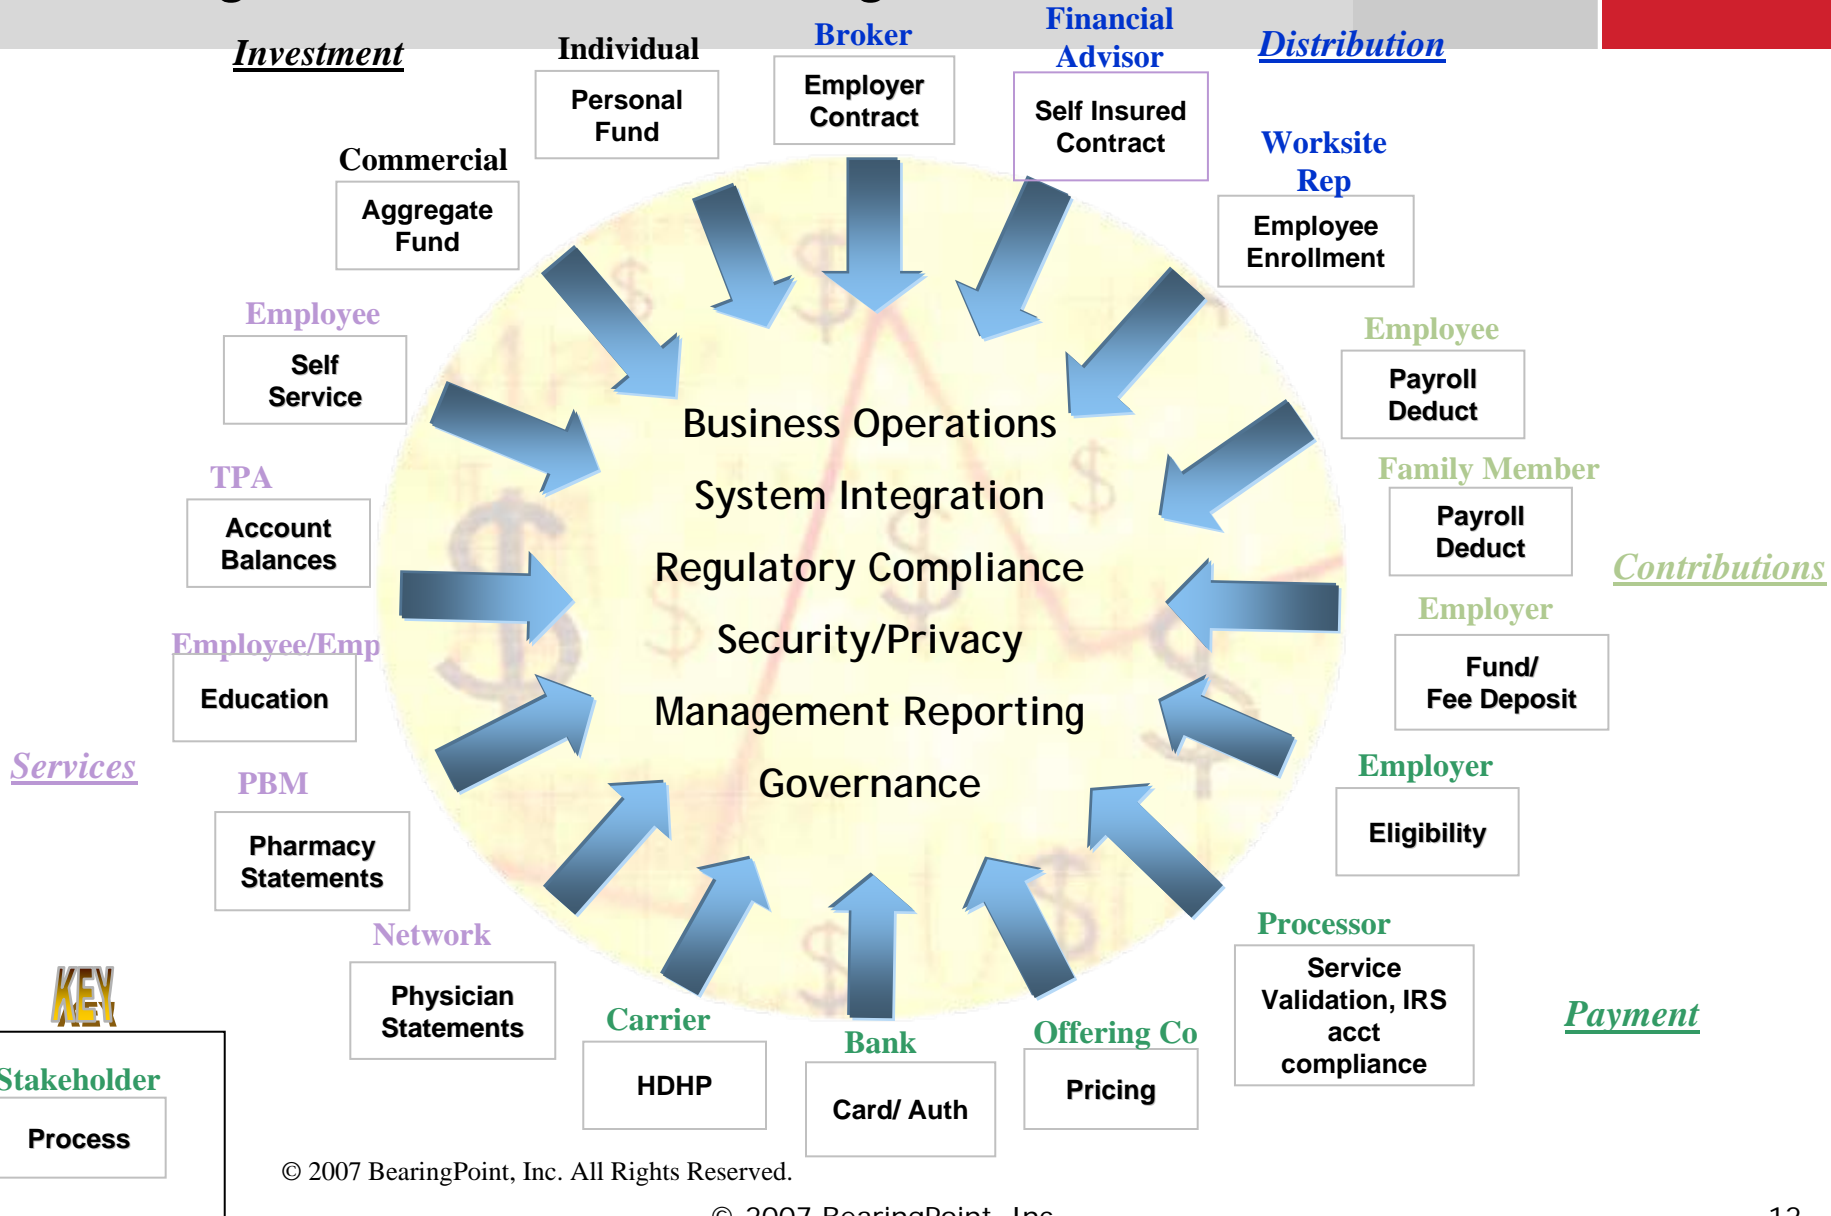 Investment
Individual
Personal
Fund
Broker
Employer
Contract
Financial
Advisor
Self Insured
Contract
Distribution
Worksite
Rep
Employee
Enrollment
Commercial
Aggregate
Fund
Employee
Self
Service
Employee
Payroll
Deduct
TPA
Account
Balances
Family Member
Payroll
Deduct
Contributions
Employee/Emp
Education
Employer
Fund/
Fee Deposit
Services
PBM
Pharmacy
Statements
Employer
Eligibility
Business Operations
System Integration
Regulatory Compliance
Security/Privacy
Management Reporting
Governance
Network
Physician
Statements
Carrier
HDHP
Bank
Card/ Auth
Offering Co
Pricing
Processor
Service
Validation, IRS
acct
compliance
Payment
KEY
Stakeholder
Process
© 2007 BearingPoint, Inc. All Rights Reserved.
© 2007 BearingPoint, Inc.
12